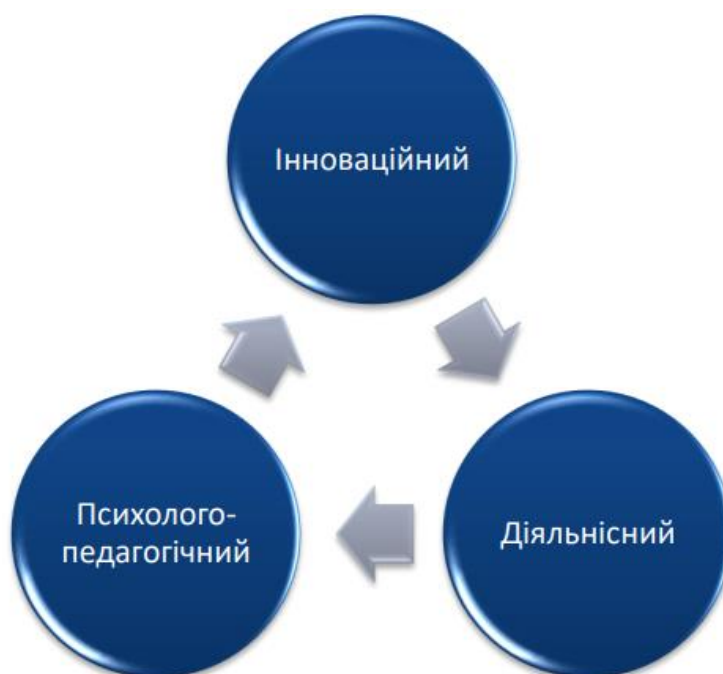 Інноваційний
Діяльнісний
Психолого-
педагогічний